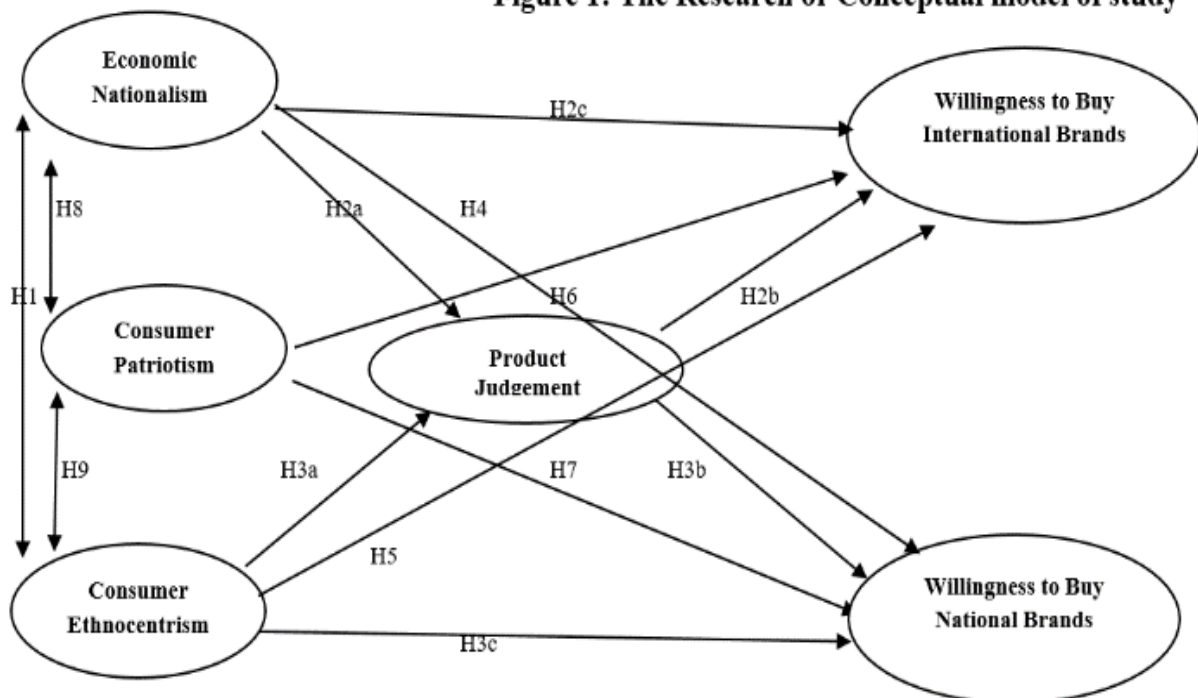 Figure 1: The Research or Conceptual model of study
Economic
Nationalism
Willingness to Buy
International Brands
H2c
H8
H2a
H4
H1
H6
H2b
Consumer
Patriotism
Product
Judgement
H9
H3a
H7
H3b
H5
Consumer
Ethnocentrism
Willingness to Buy
National Brands
H3c